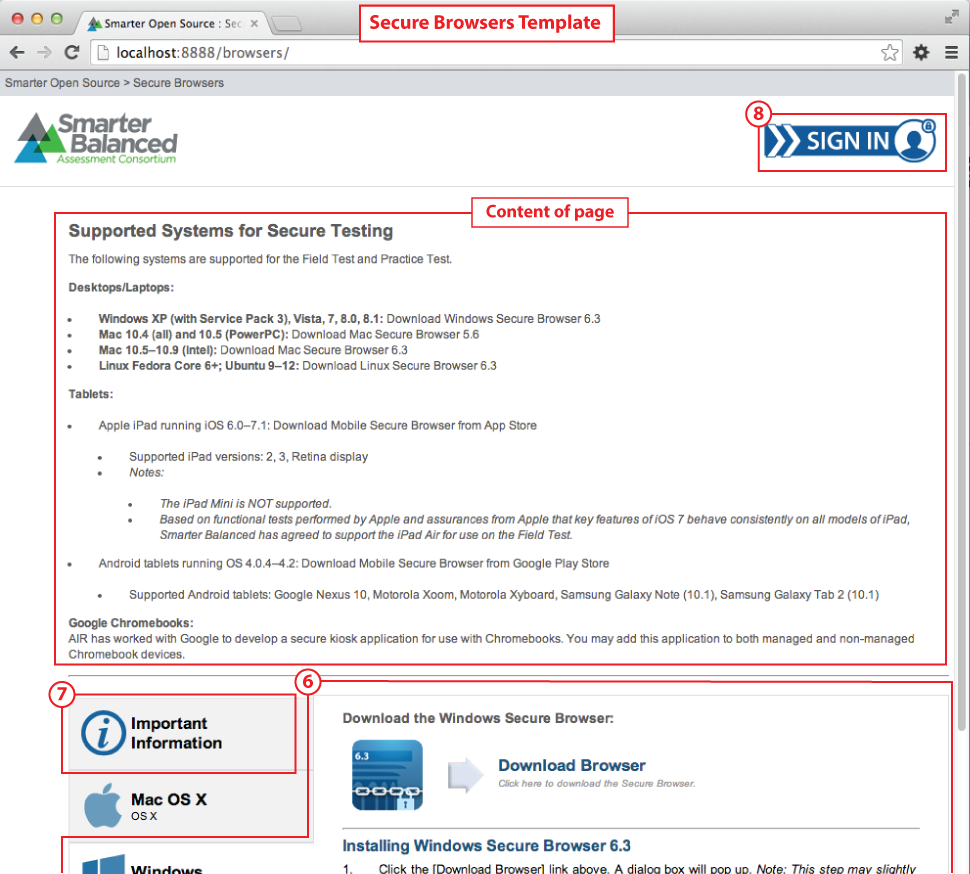 Secure Browsers Template
Smarter Open Source : Sec
localhost:8888/browsers/
Smarter Open Source > Secure Browsers
Smarter
Balanced
Assessment Consortium
8
SIGN IN
Content of page
Supported Systems for Secure Testing
The following systems are supported for the Field Test and Practice Test.
Desktops/Laptops:
• Windows XP (with Service Pack 3), Vista, 7, 8.0, 8.1: Download Windows Secure Browser 6.3
• Mac 10.4 (all) and 10.5 (PowerPC): Download Mac Secure Browser 5.6
• Mac 10.5–10.9 (Intel): Download Mac Secure Browser 6.3
• Linux Fedora Core 6+; Ubuntu 9–12: Download Linux Secure Browser 6.3
Tablets:
• Apple iPad running iOS 6.0–7.1: Download Mobile Secure Browser from App Store
• Supported iPad versions: 2, 3, Retina display
• Notes:
• The iPad Mini is NOT supported.
• Based on functional tests performed by Apple and assurances from Apple that key features of iOS 7 behave consistently on all models of iPad,
Smarter Balanced has agreed to support the iPad Air for use on the Field Test.
• Android tablets running OS 4.0.4–4.2: Download Mobile Secure Browser from Google Play Store
• Supported Android tablets: Google Nexus 10, Motorola Xoom, Motorola Xyboard, Samsung Galaxy Note (10.1), Samsung Galaxy Tab 2 (10.1)
Google Chromebooks:
AIR has worked with Google to develop a secure kiosk application for use with Chromebooks. You may add this application to both managed and non-managed
Chromebook devices.
7
6
Important
Information
Mac OS X
OS X
Windows
Download the Windows Secure Browser:
6.3
Download Browser
Click here to download the Secure Browser.
Installing Windows Secure Browser 6.3
1. Click the [Download Browser] link above. A dialog box will pop up. Note: This step may slightly